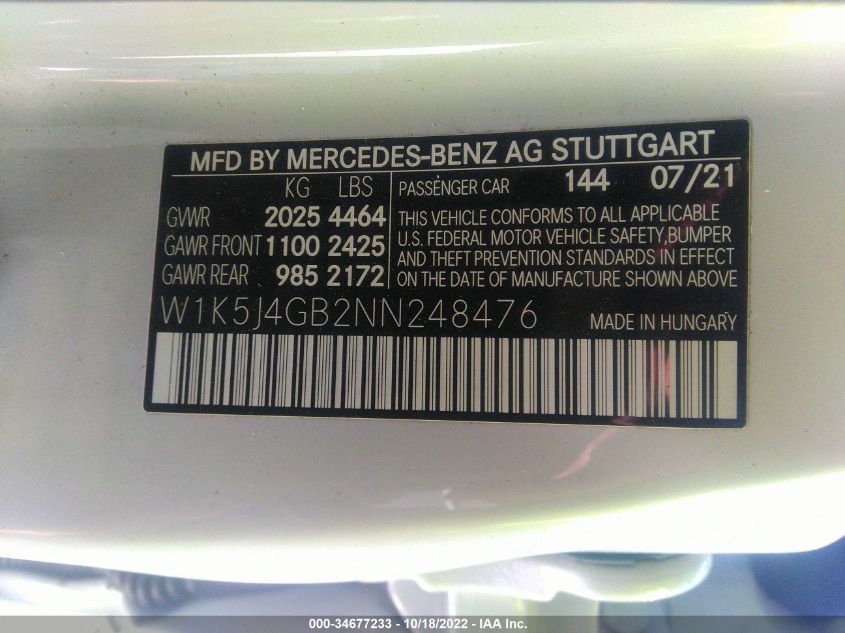 MFD BY MERCEDES-BENZ AG STUTTGART
KG LBS
GVWR 2025 4464
GAWR FRONT 1100 2425
GAWR REAR 985 2172
PASSENGER CAR 144 07/21
THIS VEHICLE CONFORMS TO ALL APPLICABLE
U.S. FEDERAL MOTOR VEHICLE SAFETY,BUMPER
AND THEFT PREVENTION STANDARDS IN EFFECT
ON THE DATE OF MANUFACTURE SHOWN ABOVE
W1K5J4GB2NN248476
MADE IN HUNGARY
000-34677233 - 10/18/2022 - IAA Inc.